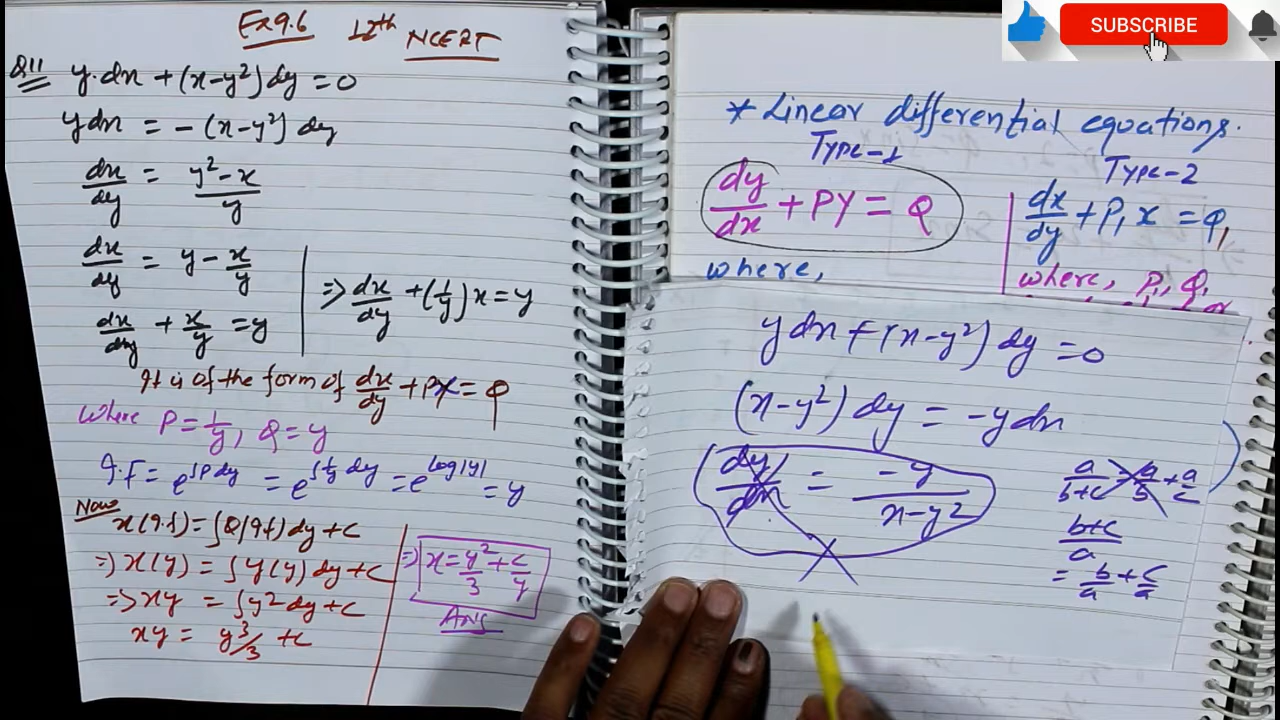 Ex 9.6 12th NCERT
Q11 y.dx + (x-y²) dy = 0
y dx = -(x-y²) dy
dx/dy = y²-x/y
dx/dy = y - x/y
dx/dy + x/y = y
=> dx/dy + (1/y) x = y
It is of the form of dx/dy + Px = Q
Where P = 1/y, Q = y
I.F = e^∫P dy = e^∫1/y dy = e^log|y| = y
Now
x(I.f) = ∫Q(I.f) dy + C
=> x(y) = ∫y(y) dy + C
=> xy = ∫y² dy + C
xy = y³/3 + C
=> x = y²/3 + C/y
Ans
SUBSCRIBE
* Linear differential equations.
Type-1
dy/dx + PY = Q
where,
Type-2
dx/dy + P₁ x = Q₁
where, P₁, Q₁
y dx + (x-y²) dy = 0
(x-y²) dy = -y dx
dy/dx = -y/x-y²
a/b+c = a/b + a/c
b+c/a
= b/a + c/a